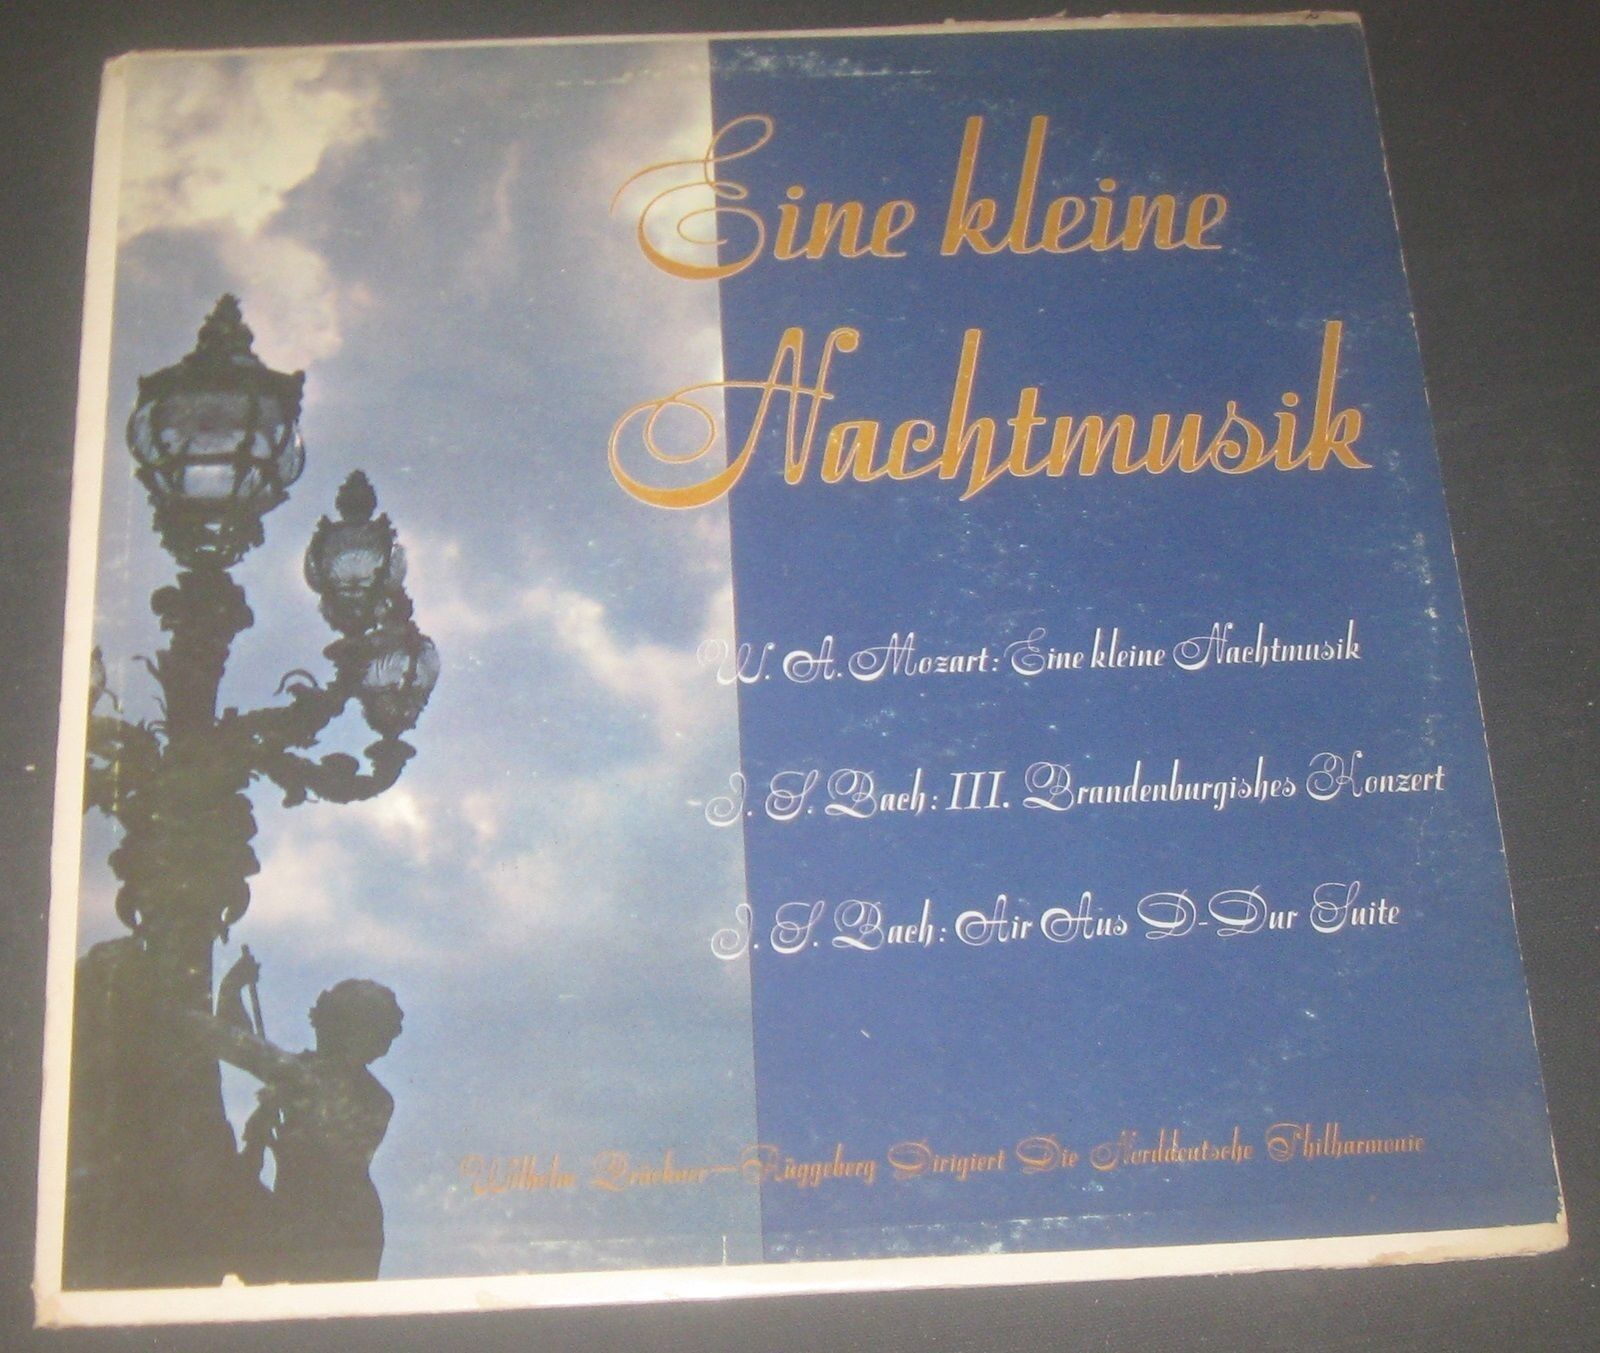 Eine kleine
Nachtmusik
W. A. Mozart: Eine kleine Nachtmusik
J. S. Bach: III. Brandenburgishes Konzert
J. S. Bach: Air Aus D-Dur Suite
Wilhelm Brückner-Rüggeberg Dirigiert Die Norddeutsche Philharmonie